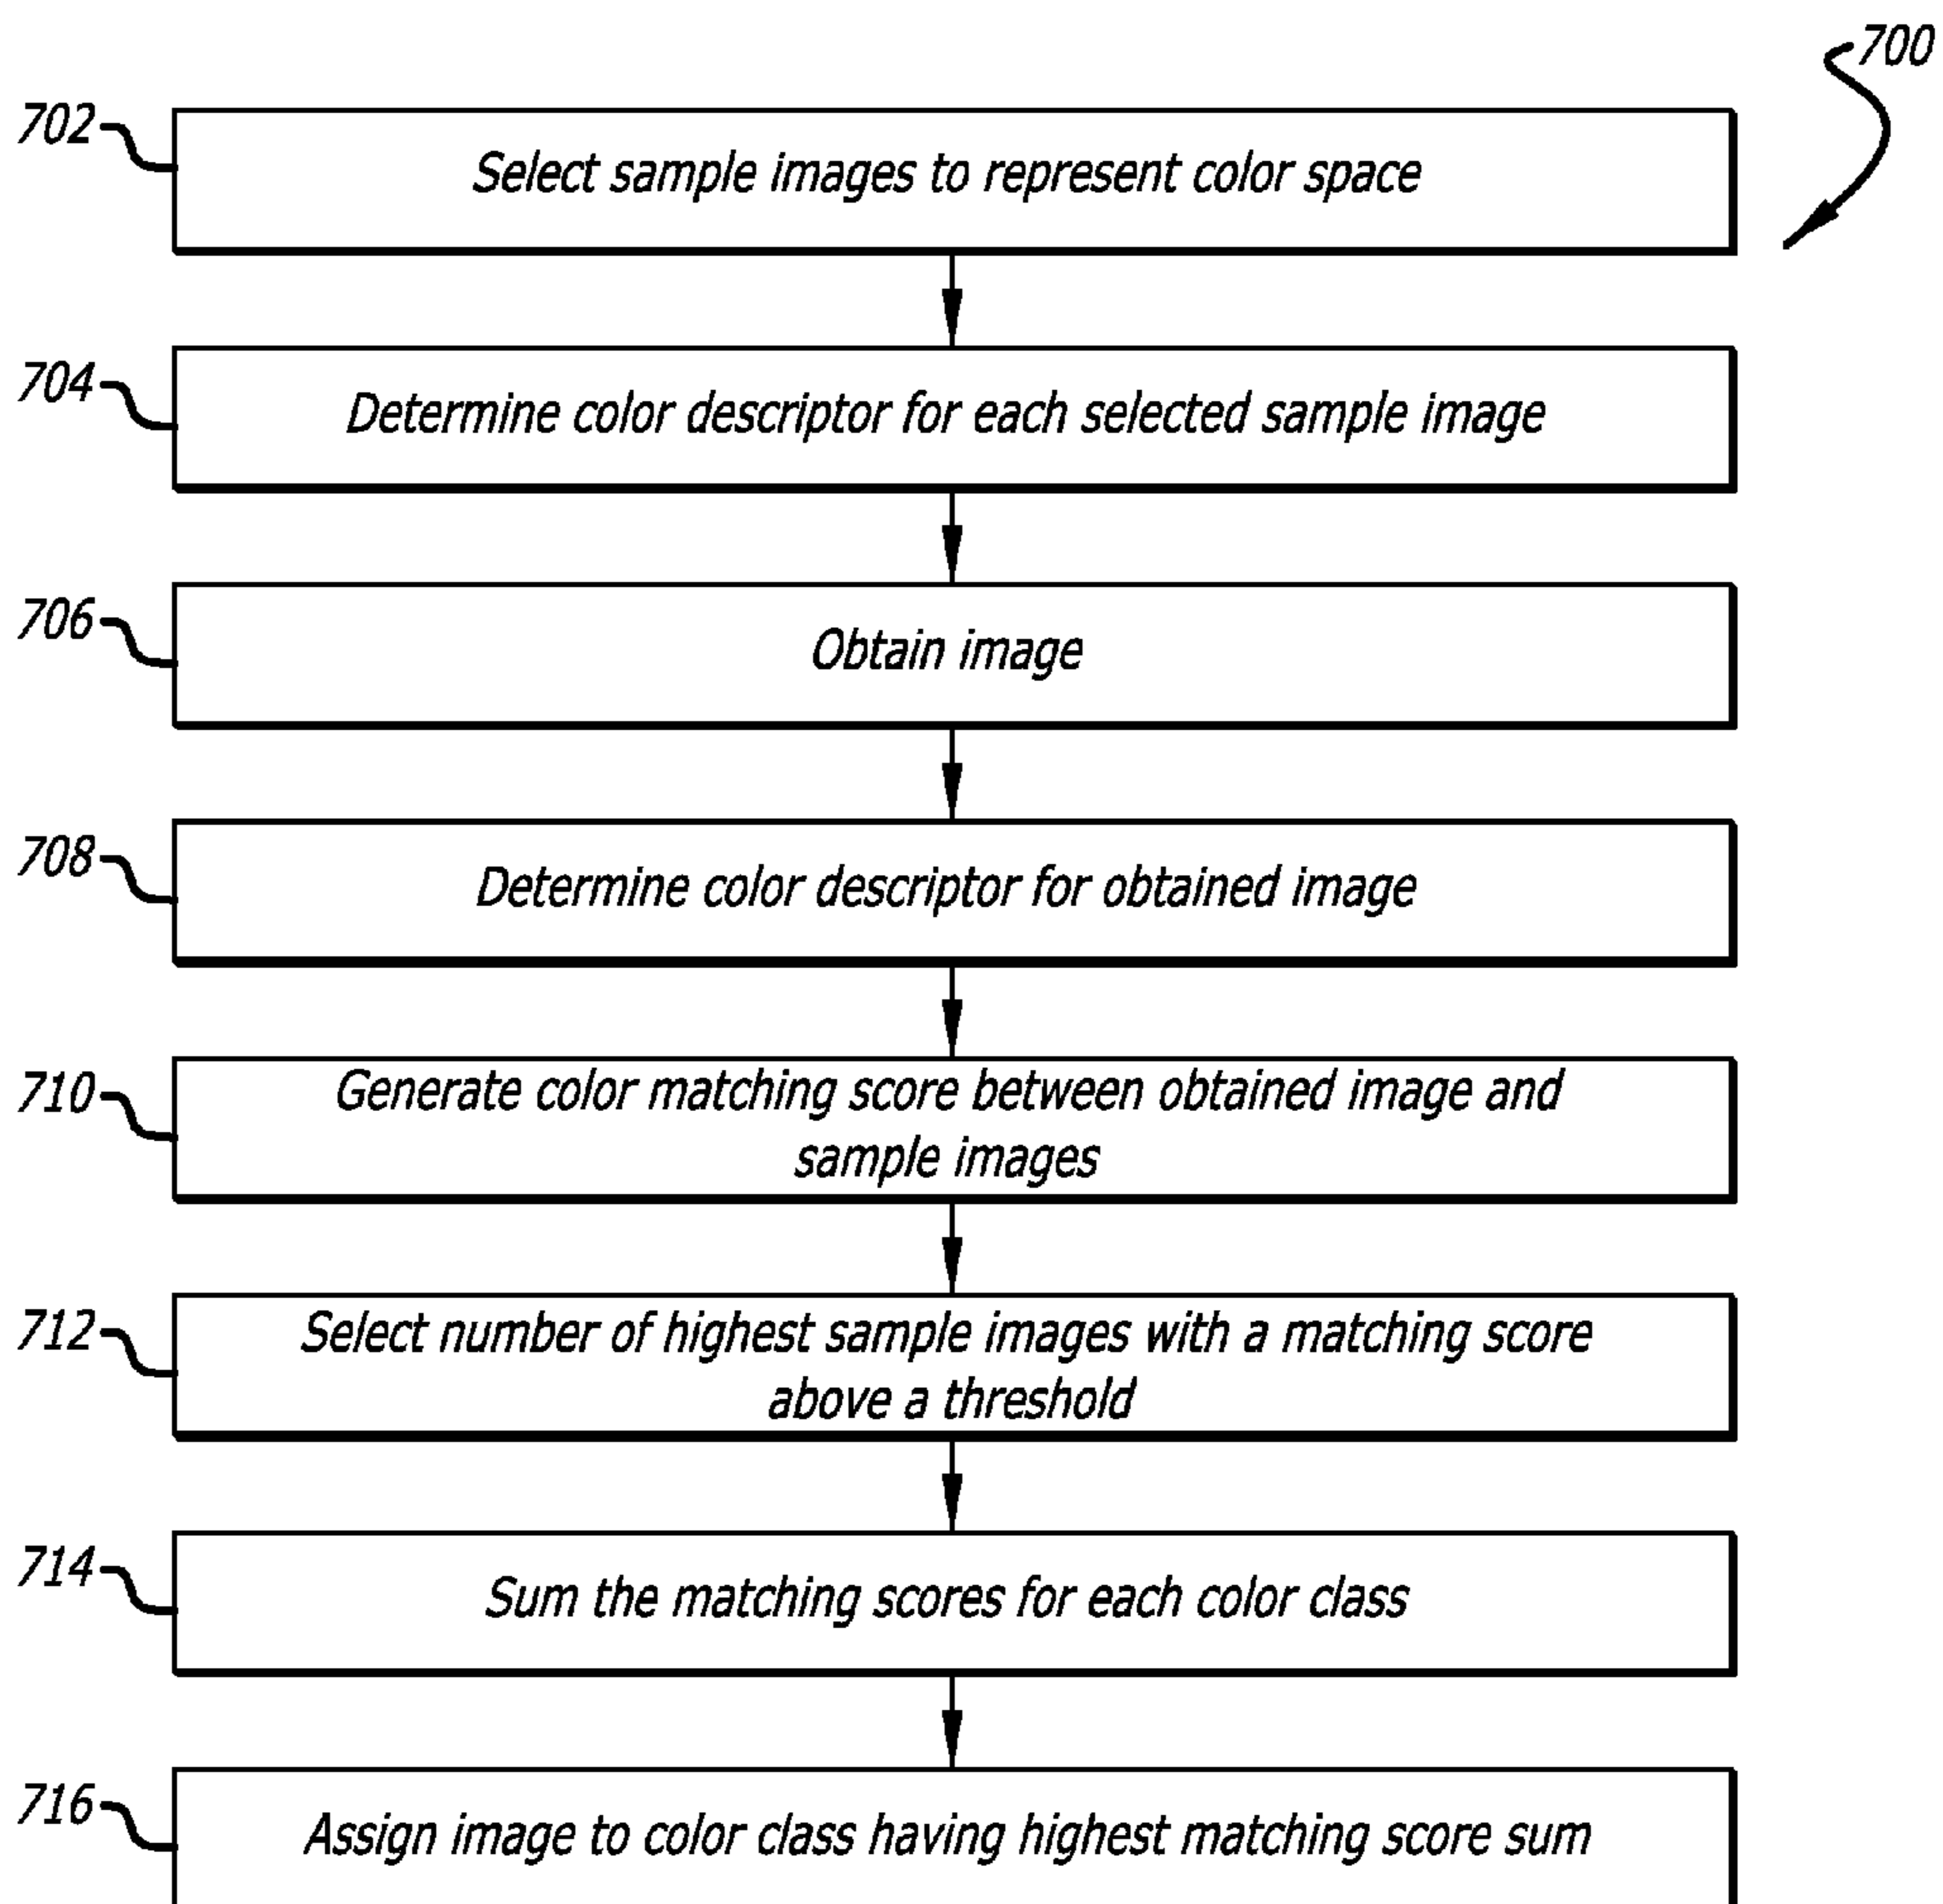 700
702
Select sample images to represent color space
704
Determine color descriptor for each selected sample image
706
Obtain image
708
Determine color descriptor for obtained image
710
Generate color matching score between obtained image and
sample images
712
Select number of highest sample images with a matching score
above a threshold
714
Sum the matching scores for each color class
716
Assign image to color class having highest matching score sum